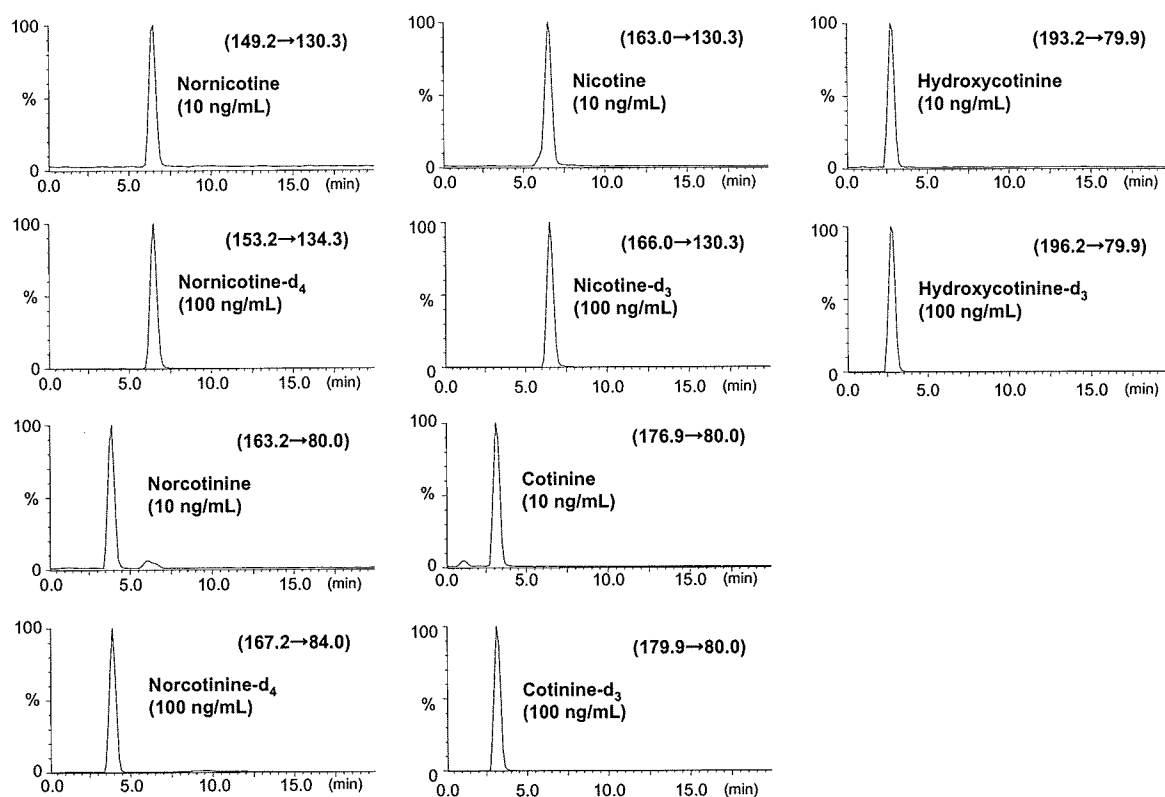 100
%
0
(149.2→130.3)
Nornicotine
(10 ng/mL)
0.0 5.0 10.0 15.0 (min)
100
%
0
(163.0→130.3)
Nicotine
(10 ng/mL)
0.0 5.0 10.0 15.0 (min)
100
%
0
(193.2→79.9)
Hydroxycotinine
(10 ng/mL)
0.0 5.0 10.0 15.0 (min)
100
%
0
(153.2→134.3)
Nornicotine-d4
(100 ng/mL)
0.0 5.0 10.0 15.0 (min)
100
%
0
(166.0→130.3)
Nicotine-d3
(100 ng/mL)
0.0 5.0 10.0 15.0 (min)
100
%
0
(196.2→79.9)
Hydroxycotinine-d3
(100 ng/mL)
0.0 5.0 10.0 15.0 (min)
100
%
0
(163.2→80.0)
Norcotinine
(10 ng/mL)
0.0 5.0 10.0 15.0 (min)
100
%
0
(176.9→80.0)
Cotinine
(10 ng/mL)
0.0 5.0 10.0 15.0 (min)
100
%
0
(167.2→84.0)
Norcotinine-d4
(100 ng/mL)
0.0 5.0 10.0 15.0 (min)
100
%
0
(179.9→80.0)
Cotinine-d3
(100 ng/mL)
0.0 5.0 10.0 15.0 (min)